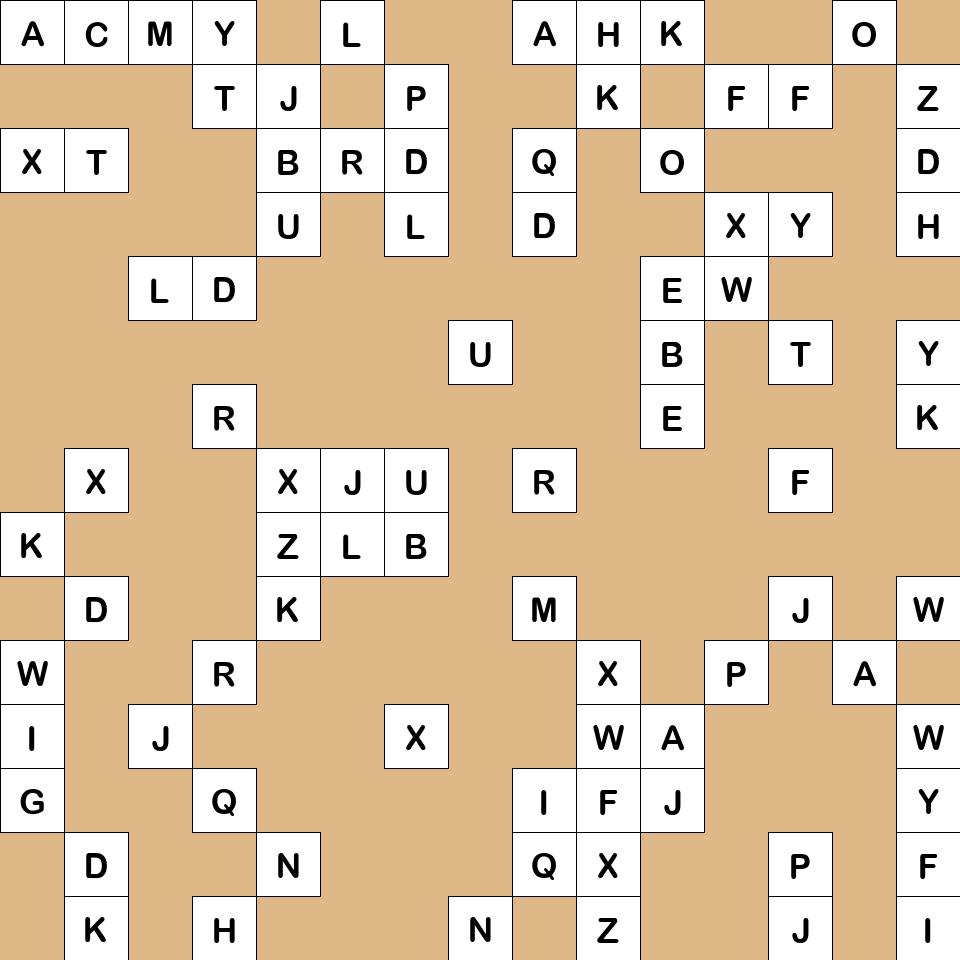 A C M Y L A H K O
T J P K F F Z
X T B R D Q O D
U L D X Y H
L D E W
U B T Y
R E K
X X J U R F
K Z L B
D K M J W
W R X P A
I J X W A W
G Q I F J Y
D N Q X P F
K H N Z J I